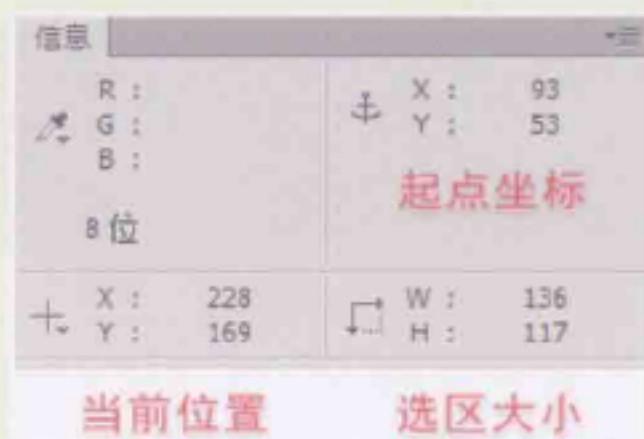 信息
R :
G :
B :
8 位
X : 93
Y : 53
起点坐标
X : 228
Y : 169
W : 136
H : 117
当前位置
选区大小